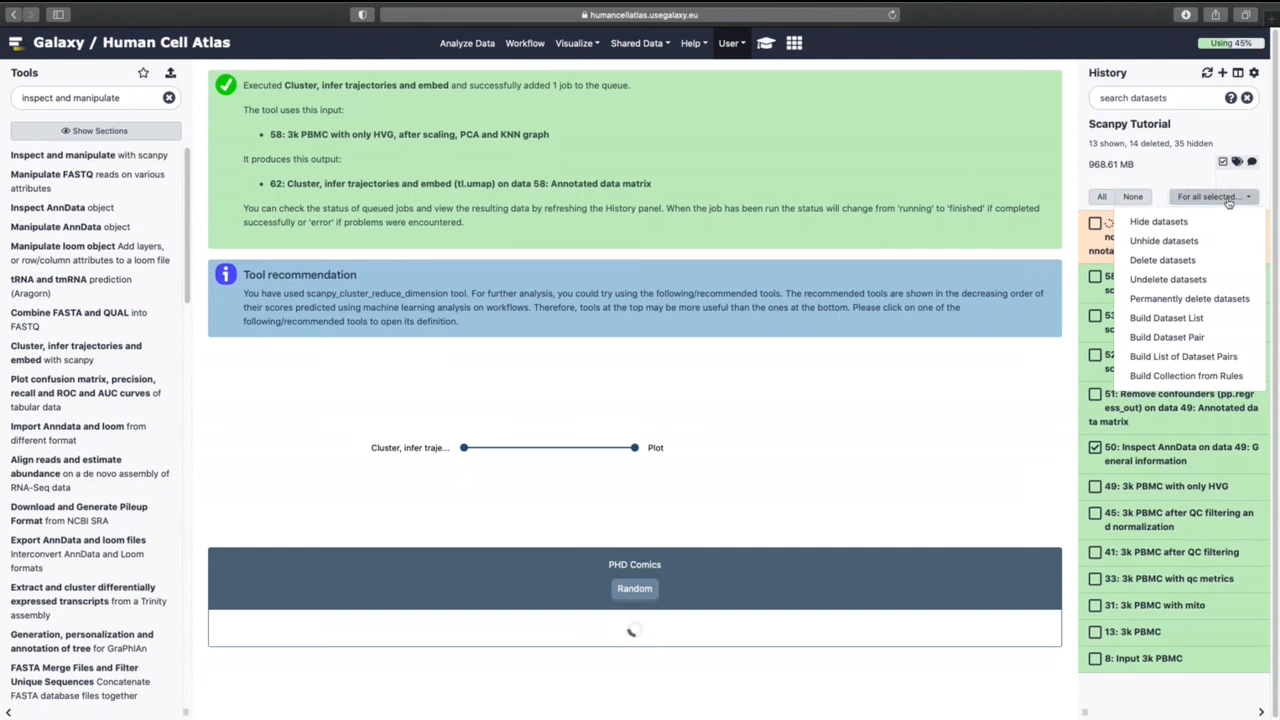 humancellatlas.usegalaxy.eu
Galaxy / Human Cell Atlas
Analyze Data
Workflow
Visualize
Shared Data
Help
User
Using 45%
Tools
inspect and manipulate
Show Sections
Inspect and manipulate with scanpy
Manipulate FASTQ reads on various
attributes
Inspect AnnData object
Manipulate AnnData object
Manipulate loom object Add layers,
or row/column attributes to a loom file
tRNA and tmRNA prediction
(Aragorn)
Combine FASTA and QUAL into
FASTQ
Cluster, infer trajectories and
embed with scanpy
Plot confusion matrix, precision,
recall and ROC and AUC curves of
tabular data
Import Anndata and loom from
different format
Align reads and estimate
abundance on a de novo assembly of
RNA-Seq data
Download and Generate Pileup
Format from NCBI SRA
Export AnnData and loom files
Interconvert AnnData and Loom
formats
Extract and cluster differentially
expressed transcripts from a Trinity
assembly
Generation, personalization and
annotation of tree for GraPhlAn
FASTA Merge Files and Filter
Unique Sequences Concatenate
FASTA database files together
Executed Cluster, infer trajectories and embed and successfully added 1 job to the queue.
The tool uses this input:
• 58: 3k PBMC with only HVG, after scaling, PCA and KNN graph
It produces this output:
• 62: Cluster, infer trajectories and embed (tl.umap) on data 58: Annotated data matrix
You can check the status of queued jobs and view the resulting data by refreshing the History panel. When the job has been run the status will change from 'running' to 'finished' if completed
successfully or 'error' if problems were encountered.
Tool recommendation
You have used scanpy_cluster_reduce_dimension tool. For further analysis, you could try using the following/recommended tools. The recommended tools are shown in the decreasing order of
their scores predicted using machine learning analysis on workflows. Therefore, tools at the top may be more useful than the ones at the bottom. Please click on one of the
following/recommended tools to open its definition.
Cluster, infer traje...
Plot
PHD Comics
Random
History
search datasets
Scanpy Tutorial
13 shown, 14 deleted, 35 hidden
968.61 MB
All
None
For all selected...
Hide datasets
Unhide datasets
Delete datasets
Undelete datasets
Permanently delete datasets
Build Dataset List
Build Dataset Pair
Build List of Dataset Pairs
Build Collection from Rules
51: Remove confounders (pp.regr
ess_out) on data 49: Annotated da
ta matrix
50: Inspect AnnData on data 49: G
eneral information
49: 3k PBMC with only HVG
45: 3k PBMC after QC filtering an
d normalization
41: 3k PBMC after QC filtering
33: 3k PBMC with qc metrics
31: 3k PBMC with mito
13: 3k PBMC
8: Input 3k PBMC